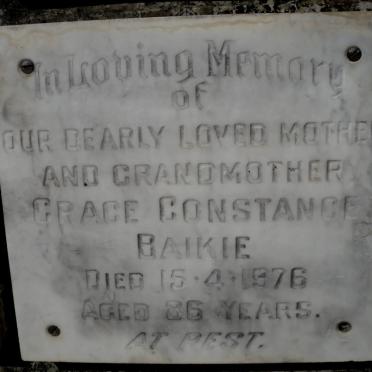 In Loving Memory
of
OUR DEARLY LOVED MOTHER
AND GRANDMOTHER
GRACE CONSTANCE
BAIKIE
DIED 15·4·1976
AGED 86 YEARS.
AT REST.